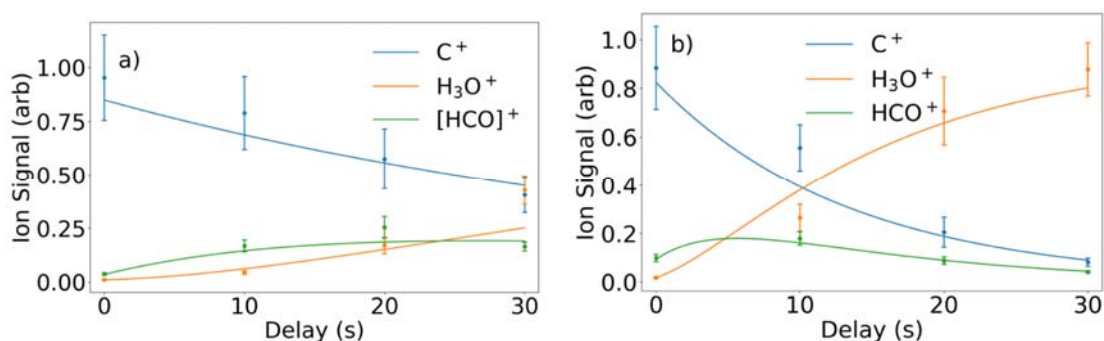 a)
C+
H3O+
[HCO]+
Ion Signal (arb)
1.00
0.75
0.50
0.25
0.00
0
10
20
30
Delay (s)
b)
C+
H3O+
HCO+
Ion Signal (arb)
1.0
0.8
0.6
0.4
0.2
0.0
0
10
20
30
Delay (s)